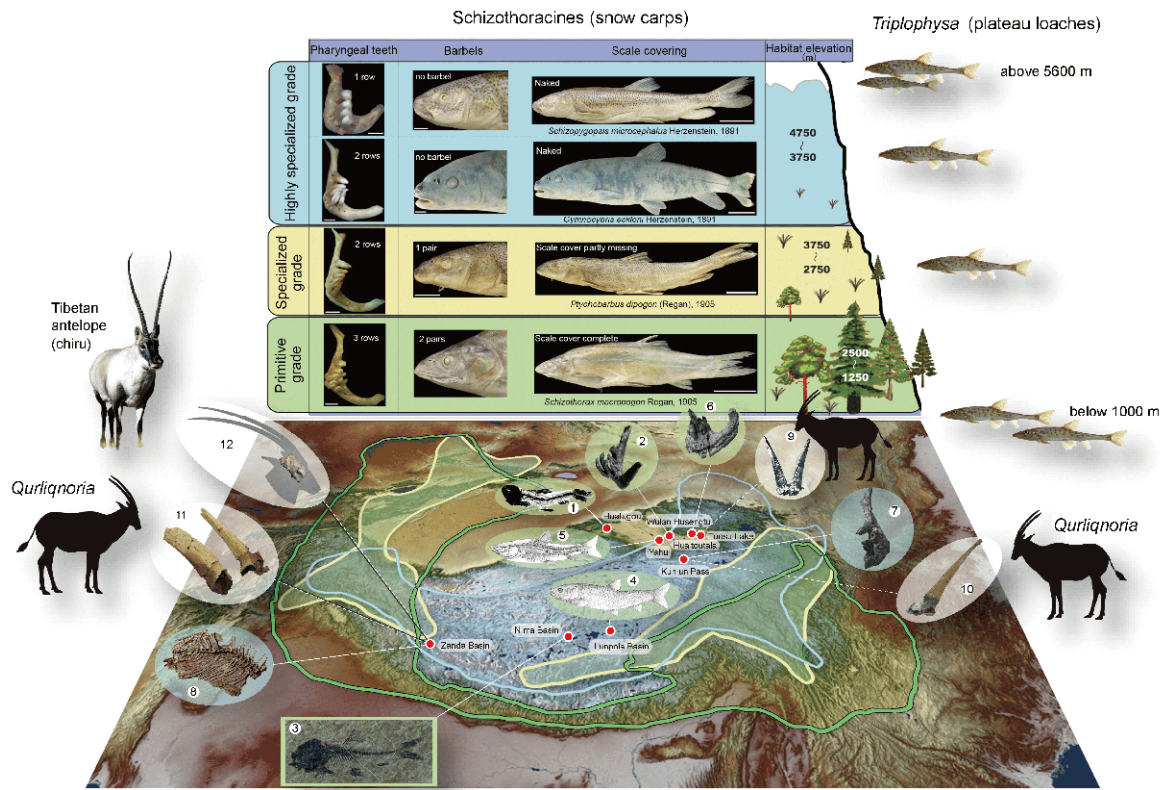 Schizothoracines (snow carps)
Triplophysa (plateau loaches)
Pharyngeal teeth
Barbels
Scale covering
Habitat elevation
(m)
Highly specialized grade
1 row
no barbel
Naked
Schizopygopsis microcephalus Herzenstein, 1891
2 rows
no barbel
Naked
Gymnocypris eckloni Herzenstein, 1891
4750
~
3750
above 5600 m
Specialized
grade
2 rows
1 pair
Scale cover partly missing
Ptychobarbus dipogon (Regan), 1905
3750
~
2750
Primitive
grade
3 rows
2 pairs
Scale cover complete
Schizothorax macropogon Regan, 1905
2500
~
1250
below 1000 m
Tibetan
antelope
(chiru)
Qurliqnoria
Qurliqnoria
12
11
8
3
1
2
6
9
7
5
4
10
Hualugou
Wulan Husengtu
Tuosu Lake
Huaitoutala
Yahu
Kunlun Pass
Nima Basin
Lunpola Basin
Zanda Basin